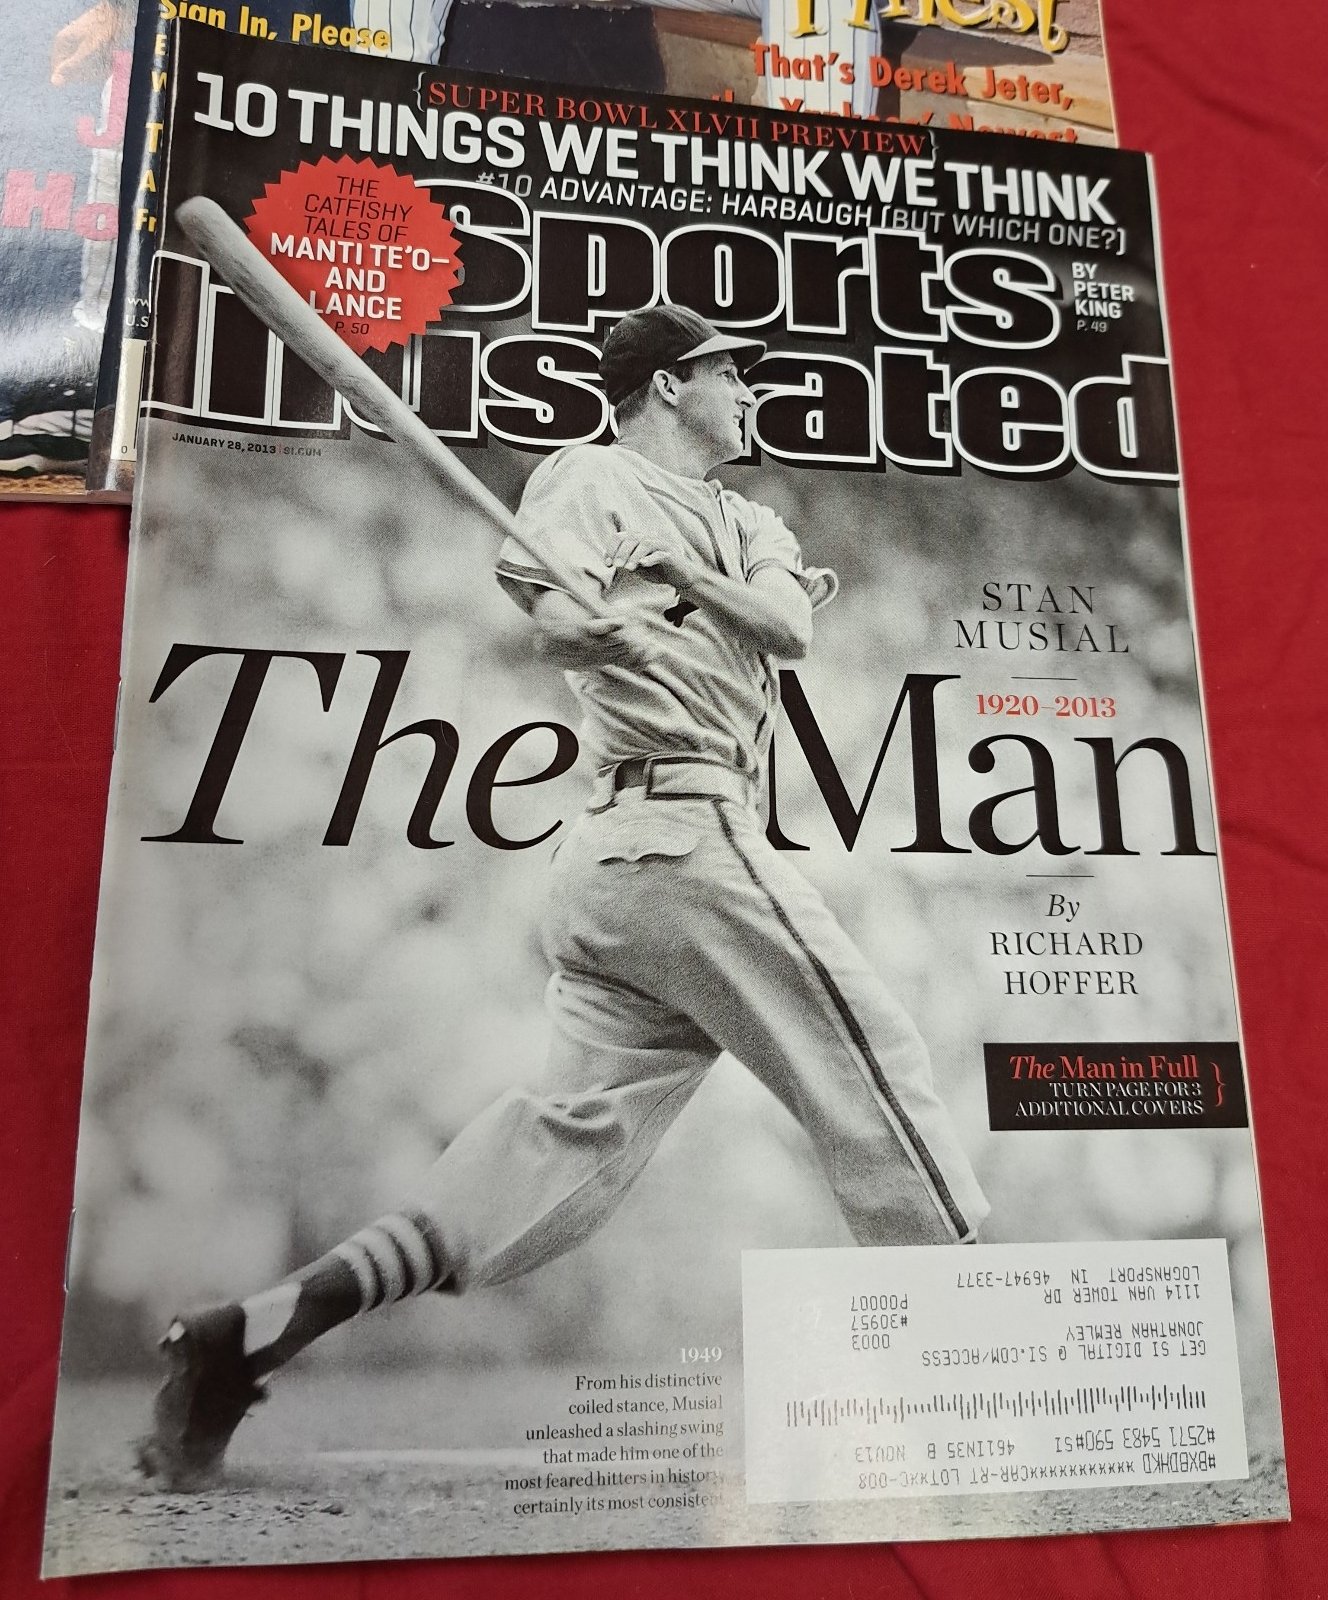 Sign In, Please
That's Derek Jeter,
{SUPER BOWL XLVII PREVIEW}
10 THINGS WE THINK WE THINK
#10 ADVANTAGE: HARBAUGH (BUT WHICH ONE?)
BY
PETER
KING
P. 49
THE
CATFISHY
TALES OF
MANTI TE'O–
AND
LANCE
P. 50
Sports
Illustrated
JANUARY 28, 2013 | SI.COM
STAN
MUSIAL
1920–2013
The Man
By
RICHARD
HOFFER
The Man in Full
TURN PAGE FOR 3
ADDITIONAL COVERS
1949
From his distinctive
coiled stance, Musial
unleashed a slashing swing
that made him one of the
most feared hitters in history,
certainly its most consistent
#BXBDHKD ******************CAR-RT LOT**C-008
#2571 5483 590#SI 461IN35 B NOV13
GET SI DIGITAL @ SI.COM/ACCESS
JONATHAN REMLEY 0003
#30957
1114 VAN TOWER DR P00007
LOGANSPORT IN 46947-3377